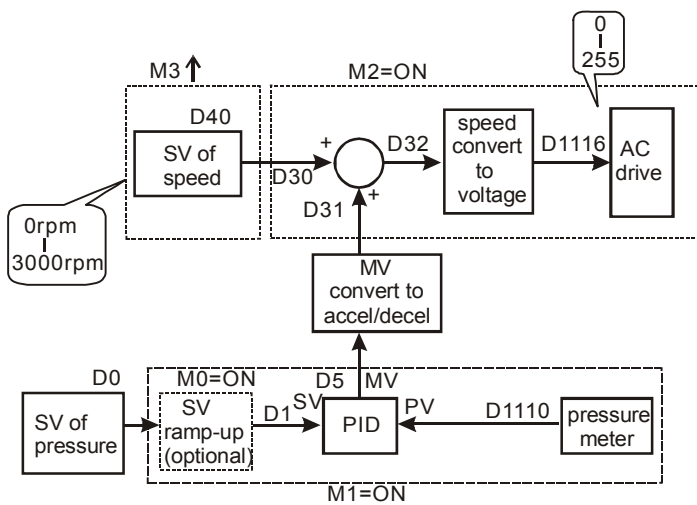 0
255
M3
M2=ON
D40
SV of
speed
D30
+
D31
+
D32
speed
convert
to
voltage
D1116
AC
drive
0rpm
3000rpm
MV
convert to
accel/decel
D0
SV of
pressure
M0=ON
SV
ramp-up
(optional)
D1
SV
D5
MV
PID
PV
D1110
pressure
meter
M1=ON